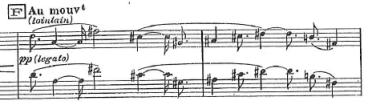 F Au mouvt
(lointain)
pp (legato)